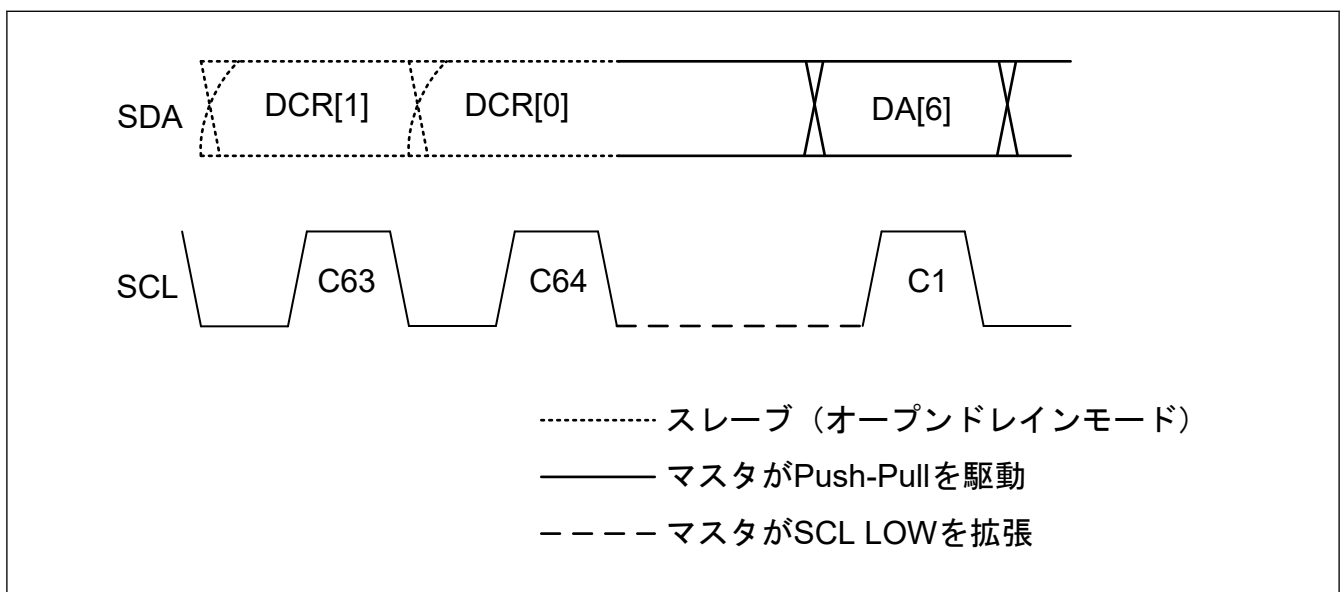 SDA DCR[1] DCR[0] DA[6]
SCL C63 C64 C1
スレーブ（オープンドレインモード）
マスタがPush-Pullを駆動
マスタがSCL LOWを拡張